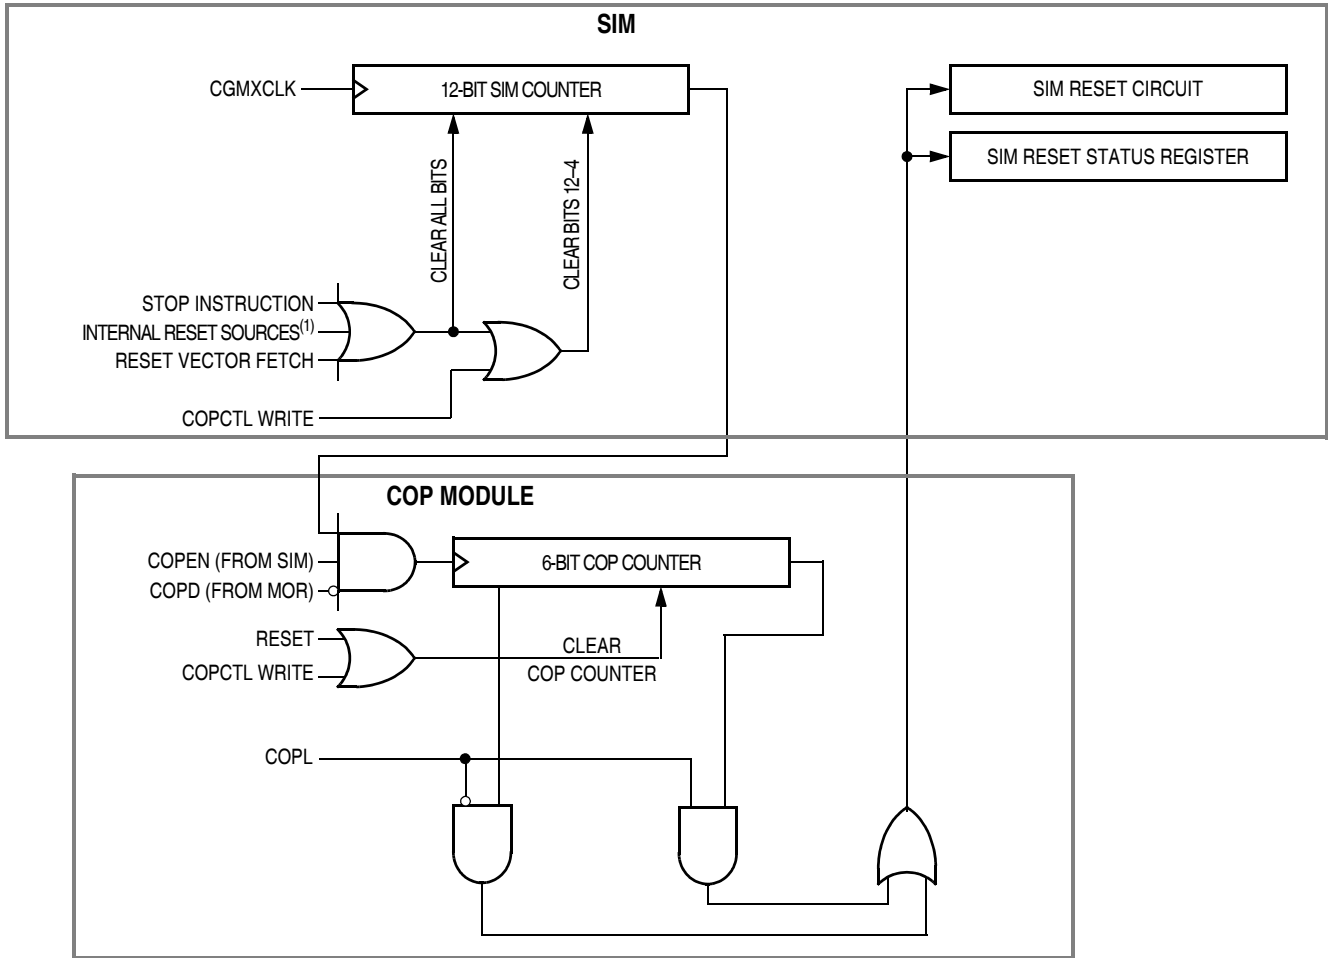 SIM
CGMXCLK
12-BIT SIM COUNTER
SIM RESET CIRCUIT
SIM RESET STATUS REGISTER
CLEAR ALL BITS
CLEAR BITS 12–4
STOP INSTRUCTION
INTERNAL RESET SOURCES(1)
RESET VECTOR FETCH
COPCTL WRITE
COP MODULE
COPEN (FROM SIM)
6-BIT COP COUNTER
COPD (FROM MOR)
RESET
CLEAR
COPCTL WRITE
COP COUNTER
COPL